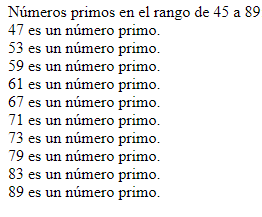 Números primos en el rango de 45 a 89
47 es un número primo.
53 es un número primo.
59 es un número primo.
61 es un número primo.
67 es un número primo.
71 es un número primo.
73 es un número primo.
79 es un número primo.
83 es un número primo.
89 es un número primo.